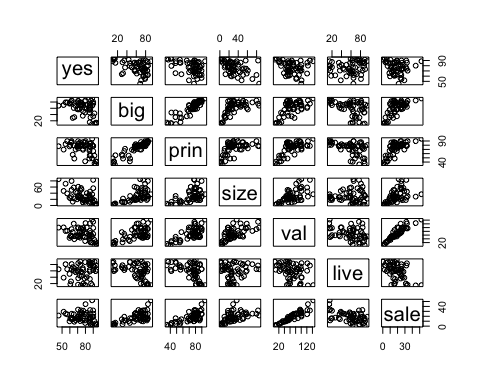 20 80 0 40 20 80
yes 50 90
20 big
prin 40 90
0 60 size
val 20
20 live
sale 0 40
50 80 40 80 20 120 0 30